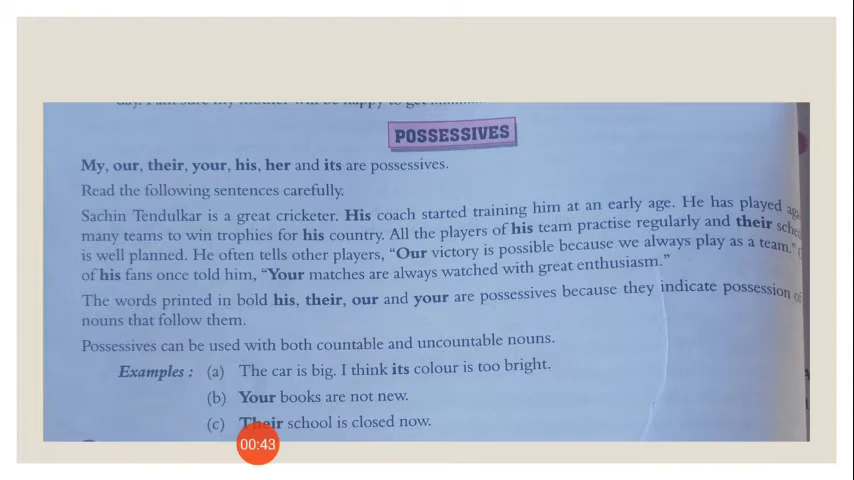 POSSESSIVES
My, our, their, your, his, her and its are possessives.
Read the following sentences carefully.
Sachin Tendulkar is a great cricketer. His coach started training him at an early age. He has played
many teams to win trophies for his country. All the players of his team practise regularly and their
is well planned. He often tells other players, “Our victory is possible because we always play as a team.”
of his fans once told him, “Your matches are always watched with great enthusiasm.”
The words printed in bold his, their, our and your are possessives because they indicate possession of
nouns that follow them.
Possessives can be used with both countable and uncountable nouns.
Examples : (a) The car is big. I think its colour is too bright.
(b) Your books are not new.
(c) Their school is closed now.
00:43